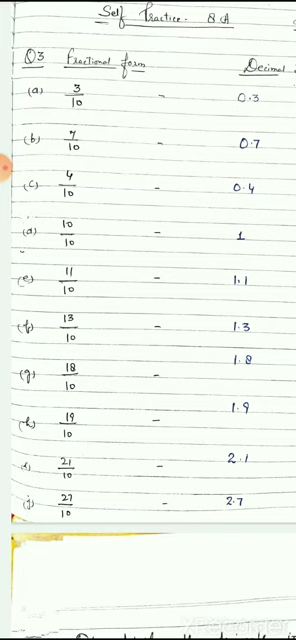 Self Practice - 8A
Q3 Fractional form Decimal
(a) 3/10 - 0.3
(b) 7/10 - 0.7
(c) 4/10 - 0.4
(d) 10/10 - 1
(e) 11/10 - 1.1
(f) 13/10 - 1.3
(g) 18/10 - 1.8
(h) 19/10 - 1.9
(i) 21/10 - 2.1
(j) 27/10 - 2.7